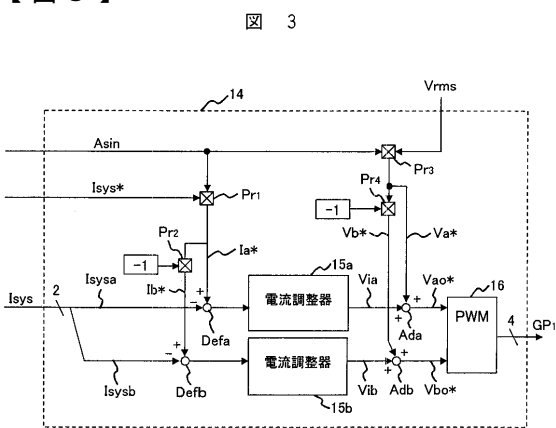 図 3
14
Vrms
Asin
Pr3
Isys*
Pr1
Pr4
-1
Pr2
Vb*
Va*
-1
Ia*
15a
Ib*
16
Isys
2
Isysa
電流調整器
Via
Vao*
PWM
4
GP1
Defa
Ada
電流調整器
Isysb
Defb
Vib
Adb
Vbo*
15b